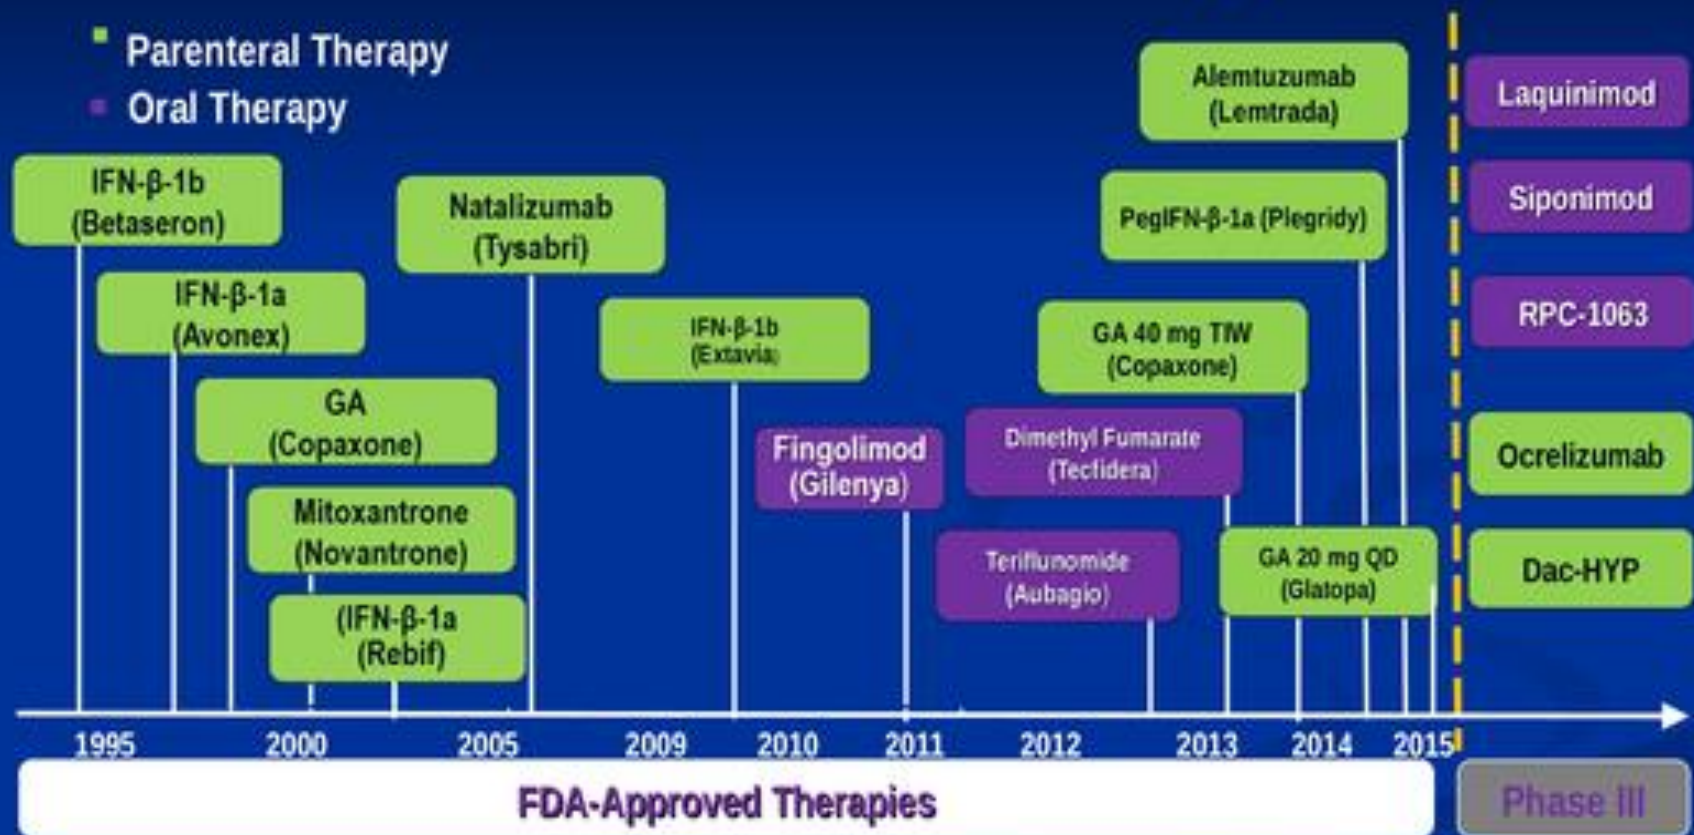 Parenteral Therapy
Oral Therapy
IFN-β-1b
(Betaseron)
IFN-β-1a
(Avonex)
GA
(Copaxone)
Mitoxantrone
(Novantrone)
(IFN-β-1a
(Rebif)
Natalizumab
(Tysabri)
IFN-β-1b
(Extavia)
Fingolimod
(Gilenya)
Alemtuzumab
(Lemtrada)
PegIFN-β-1a (Plegridy)
GA 40 mg TIW
(Copaxone)
Dimethyl Fumarate
(Tecfidera)
Teriflunomide
(Aubagio)
GA 20 mg QD
(Glatopa)
Laquinimod
Siponimod
RPC-1063
Ocrelizumab
Dac-HYP
1995 2000 2005 2009 2010 2011 2012 2013 2014 2015
FDA-Approved Therapies
Phase III